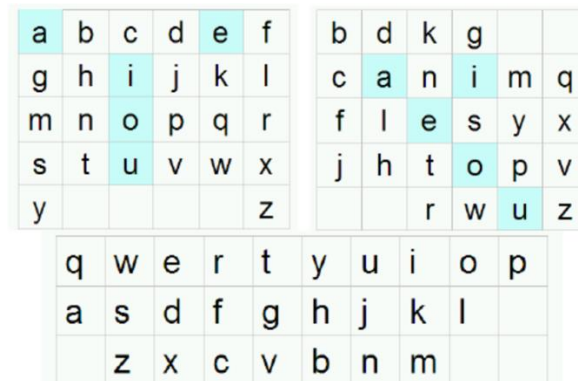 a b c d e f
g h i j k l
m n o p q r
s t u v w x
y z
b d k g
c a n i m q
f l e s y x
j h t o p v
r w u z
q w e r t y u i o p
a s d f g h j k l
z x c v b n m